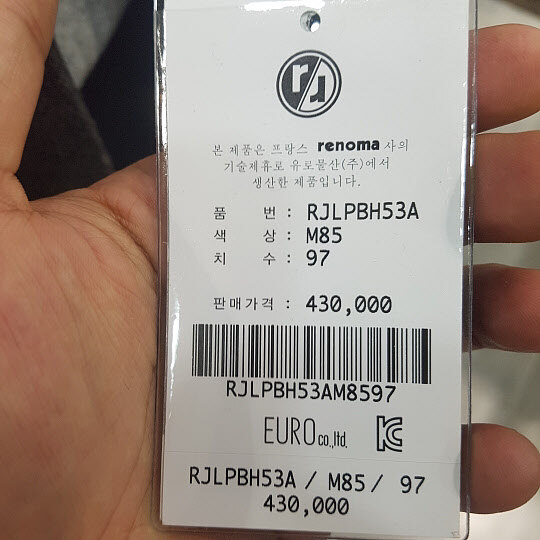 본 제품은 프랑스 renoma 사의
기술제휴로 유로물산(주)에서
생산한 제품입니다.
품 번 : RJLPBH53A
색 상 : M85
치 수 : 97
판매가격 : 430,000
RJLPBH53AM8597
EURO co.,ltd.
RJLPBH53A / M85 / 97
430,000